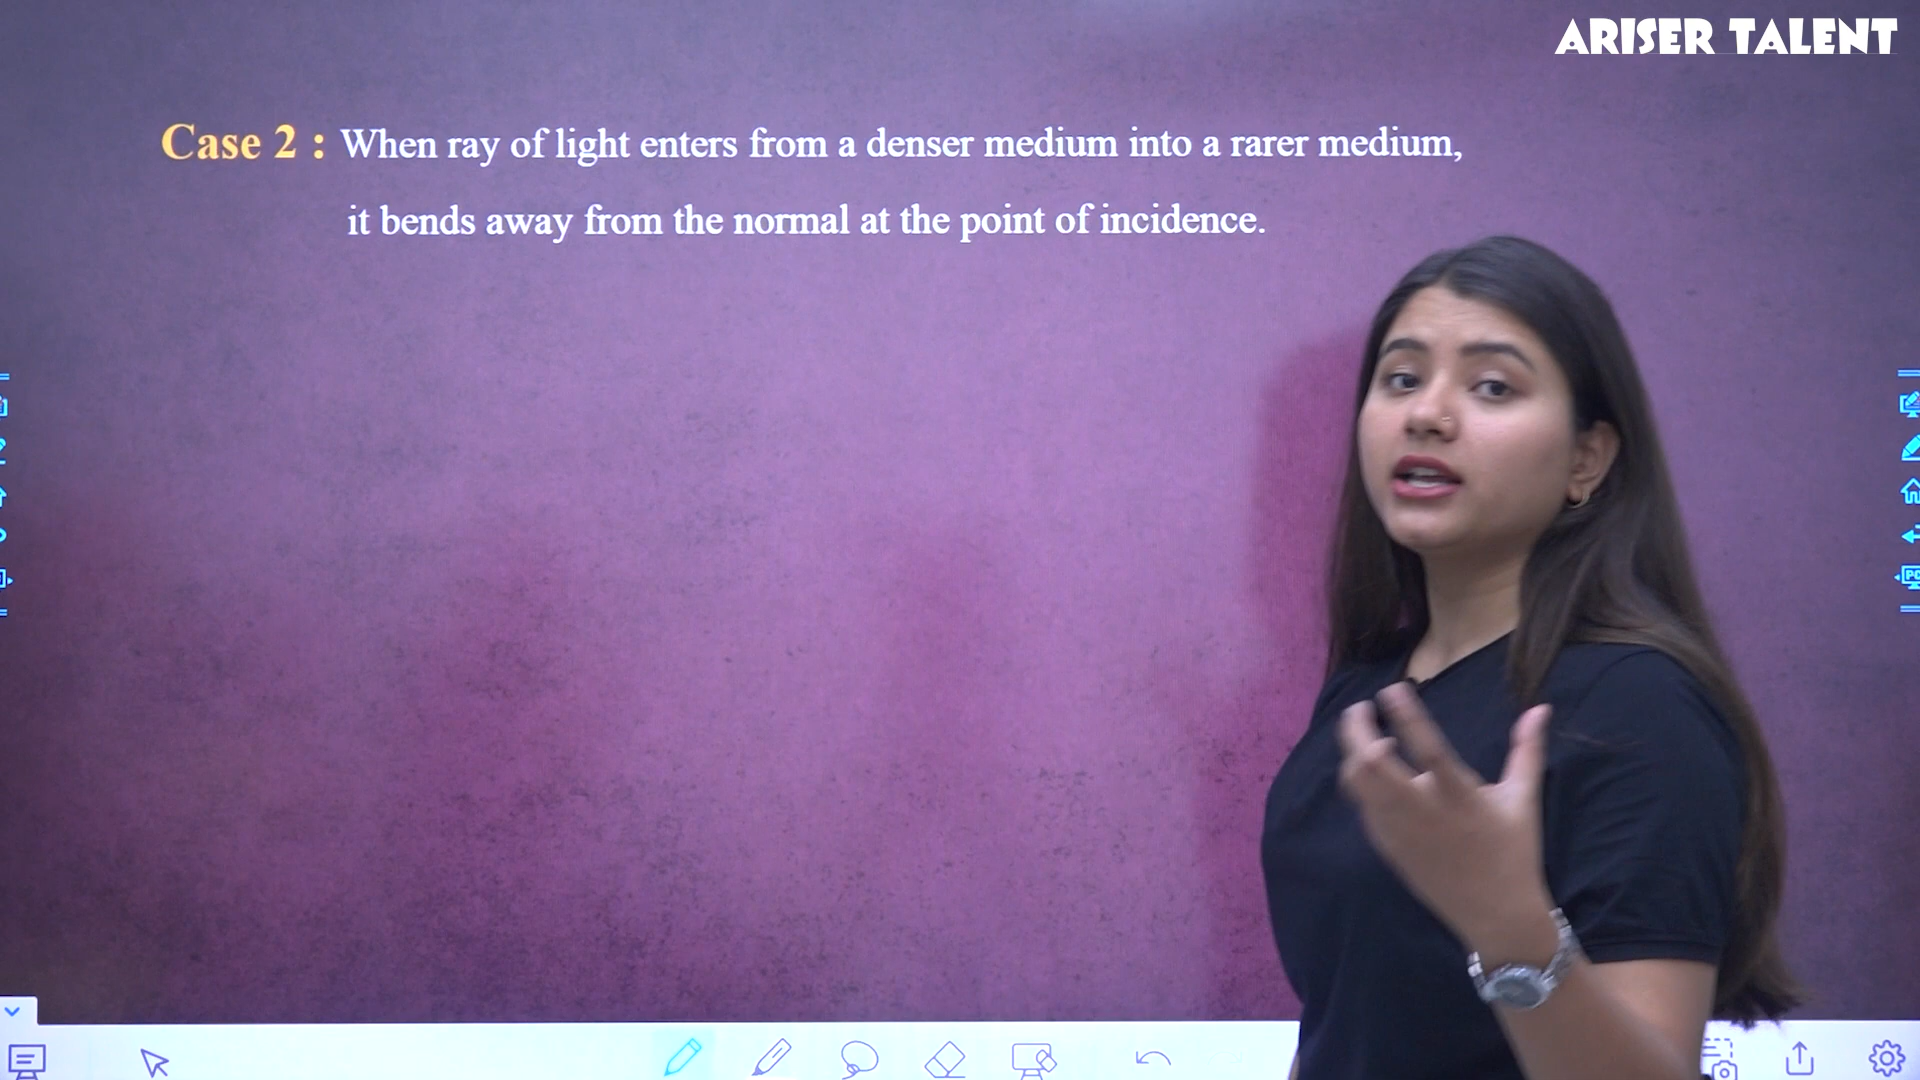 ARISER TALENT
Case 2 : When ray of light enters from a denser medium into a rarer medium,
it bends away from the normal at the point of incidence.